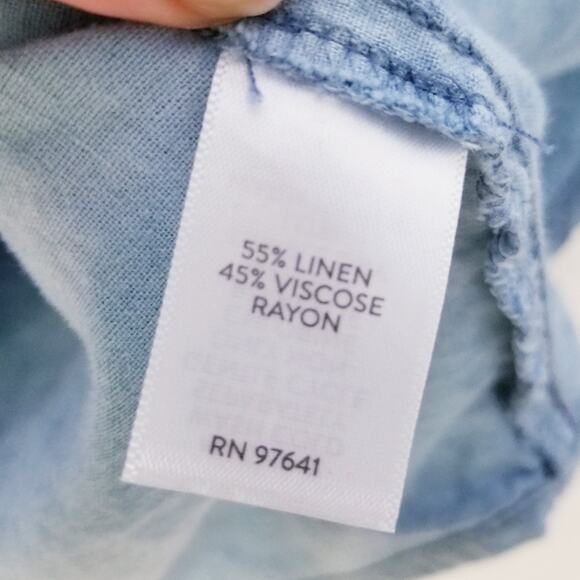 55% LINEN
45% VISCOSE
RAYON
RN 97641